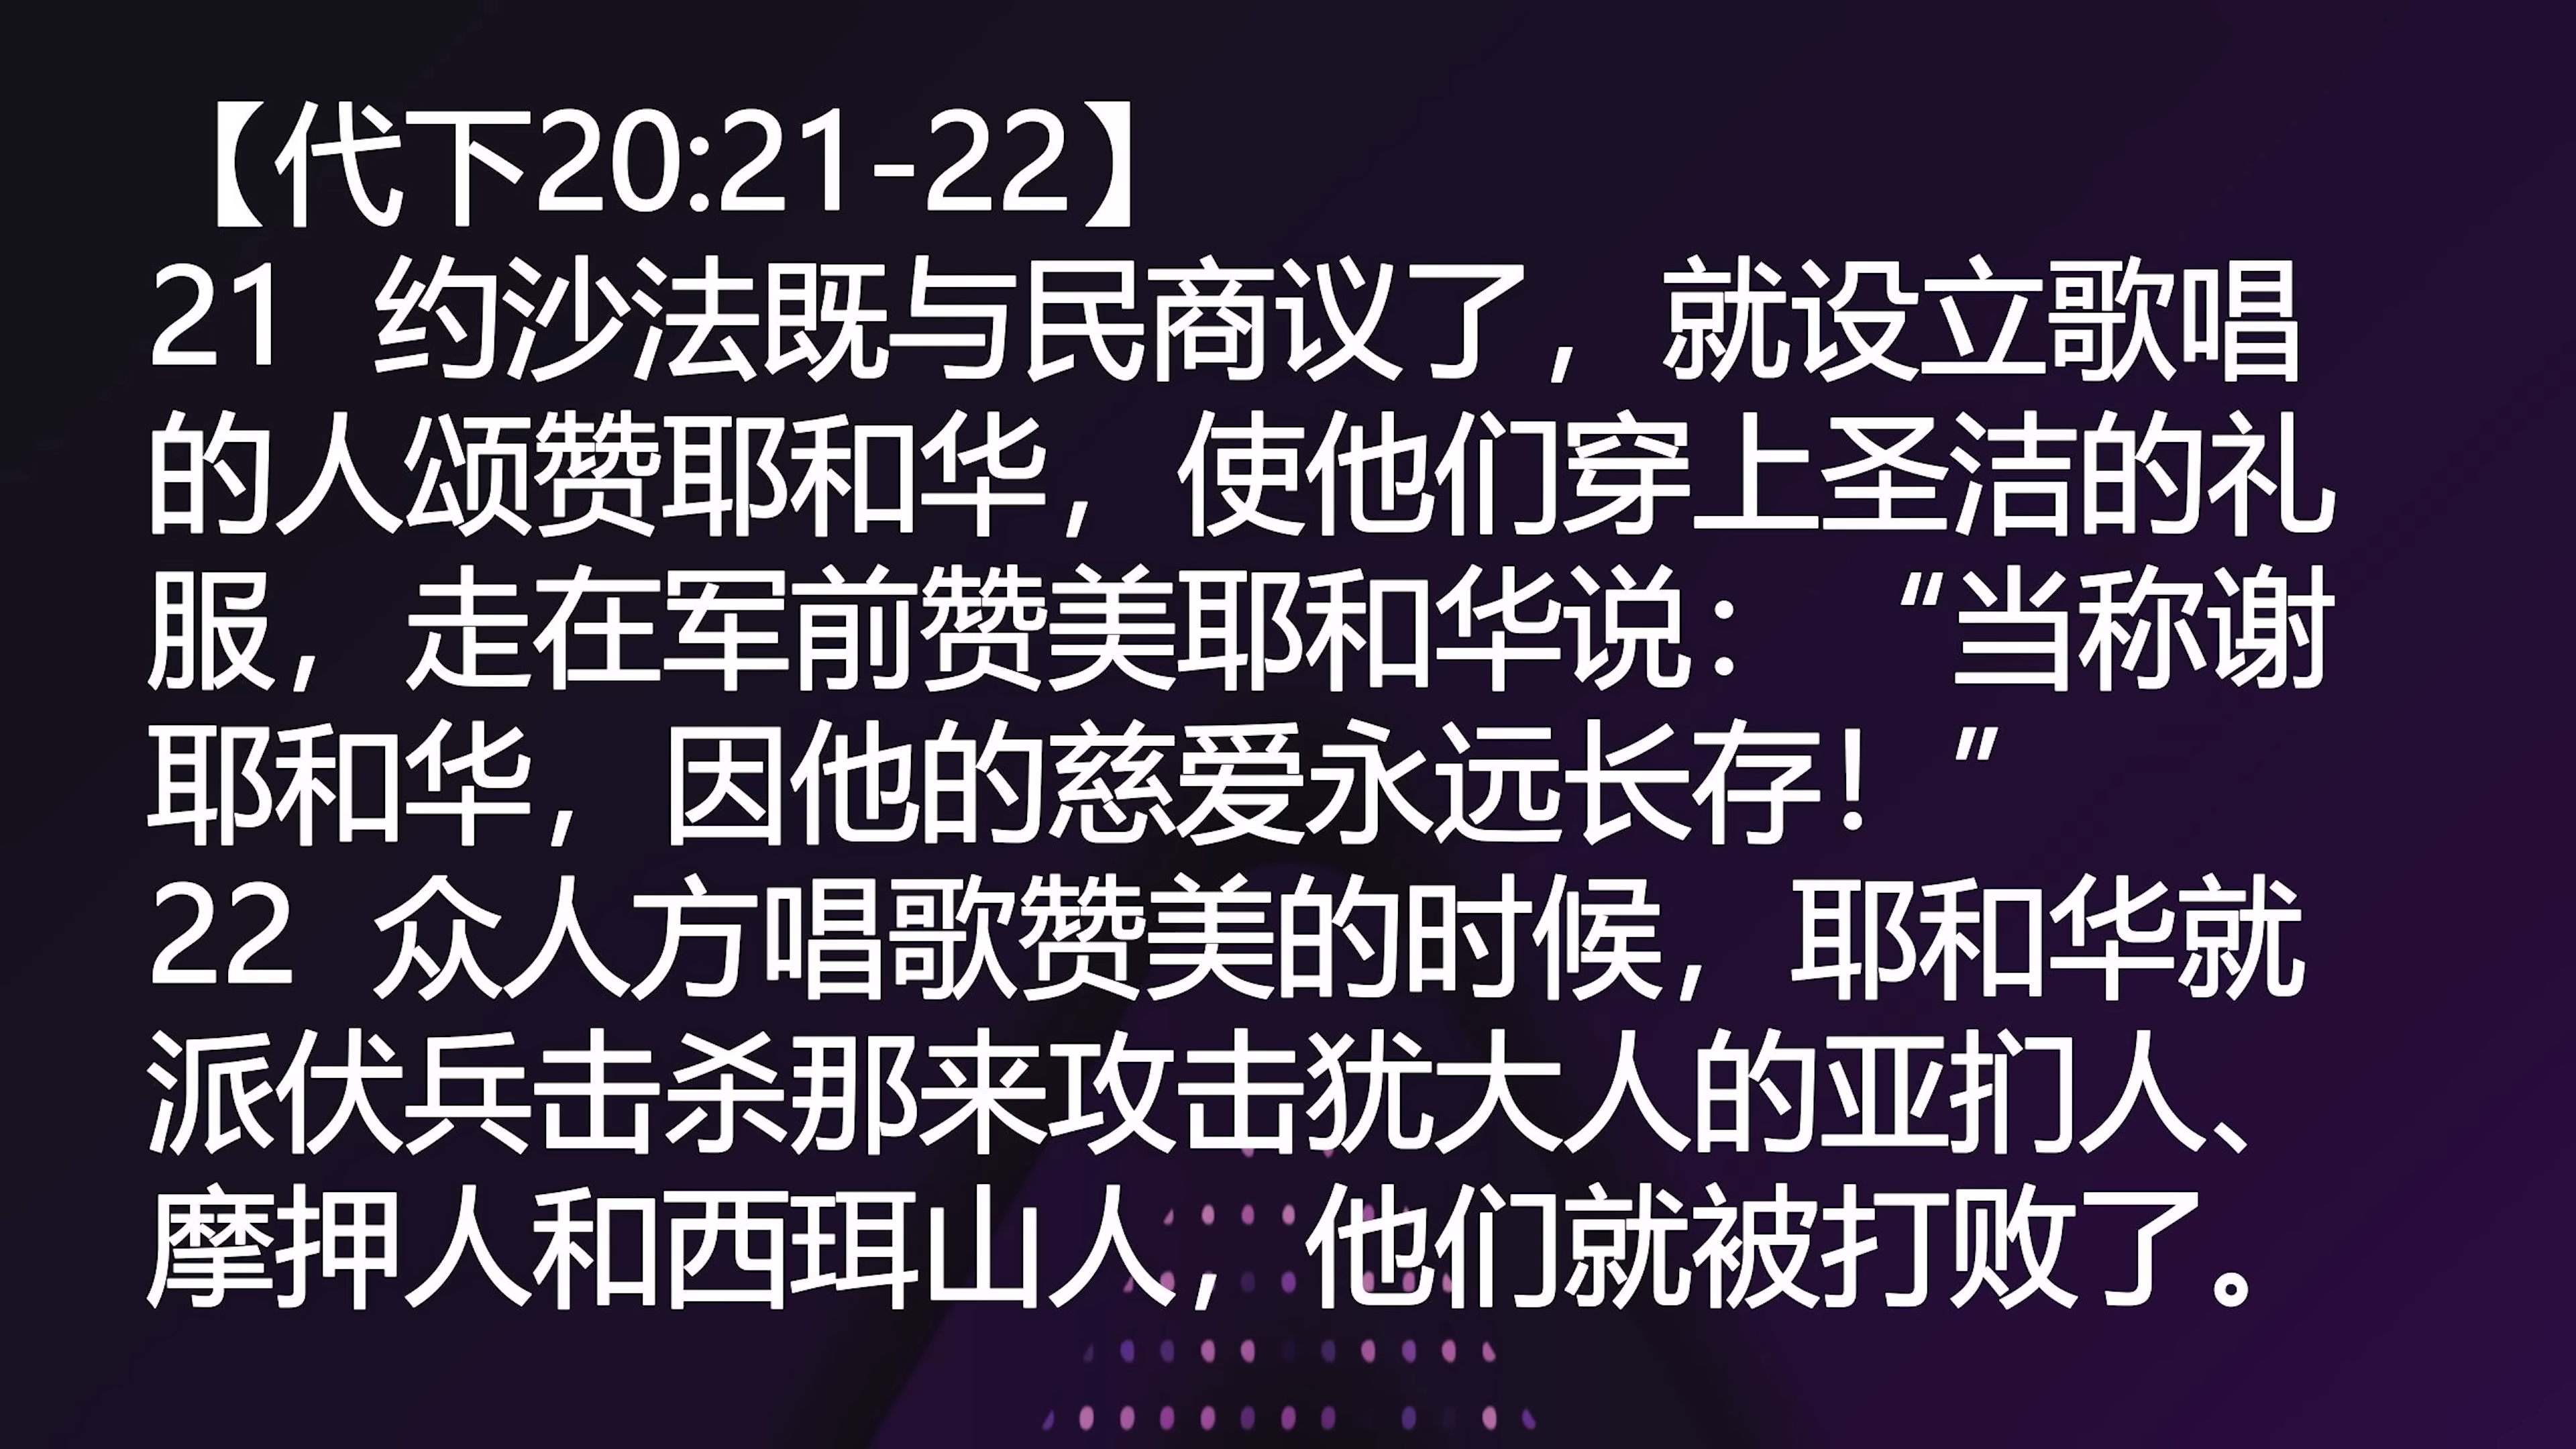 【代下20:21-22】
21 约沙法既与民商议了，就设立歌唱
的人颂赞耶和华，使他们穿上圣洁的礼
服，走在军前赞美耶和华说：“当称谢
耶和华，因他的慈爱永远长存！”
22 众人方唱歌赞美的时候，耶和华就
派伏兵击杀那来攻击犹大人的亚扪人、
摩押人和西珥山人，他们就被打败了。